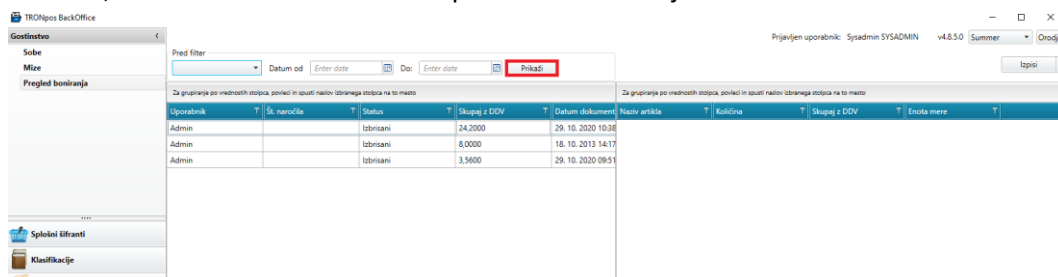 TRONpos BackOffice
Gostinstvo
Prijavljen uporabnik: Sysadmin SYSADMIN v4.8.5.0 Summer Orodj
Sobe
Mize
Pregled boniranja
Pred filter
Datum od Enter date Do: Enter date Prikaži
Izpisi
Za grupiranje po vrednostih stolpca, povleci in spusti naslov izbranega stolpca na to mesto
Za grupiranje po vrednostih stolpca, povleci in spusti naslov izbranega stolpca na to mesto
Uporabnik Št. naročila Status Skupaj z DDV Datum dokument Naziv artikla Količina Skupaj z DDV Enota mere
Admin Izbrisani 24,2000 29. 10. 2020 10:38
Admin Izbrisani 8,0000 18. 10. 2013 14:17
Admin Izbrisani 3,5600 29. 10. 2020 09:51
Splošni šifranti
Klasifikacije